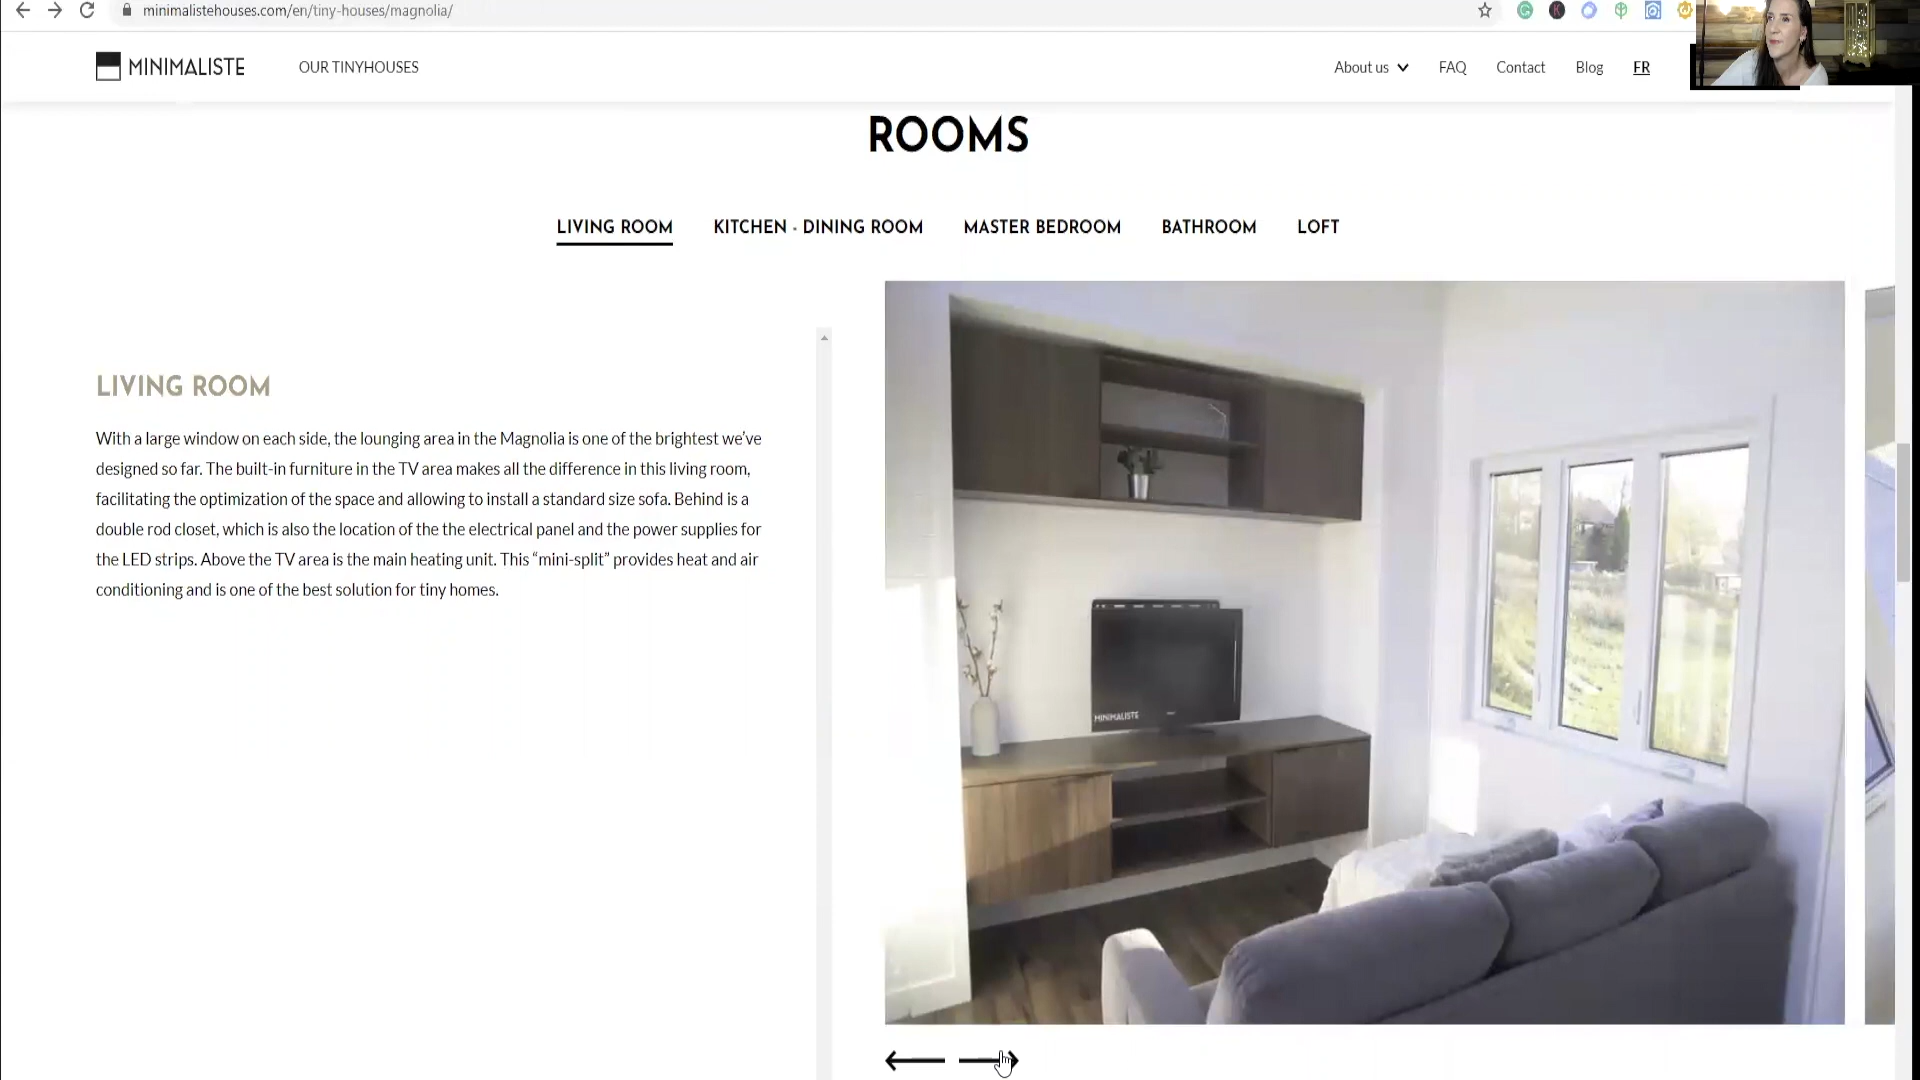 minimalistehouses.com/en/tiny-houses/magnolia/
MINIMALISTE
OUR TINYHOUSES
About us
FAQ
Contact
Blog
FR
ROOMS
LIVING ROOM
KITCHEN - DINING ROOM
MASTER BEDROOM
BATHROOM
LOFT
LIVING ROOM
With a large window on each side, the lounging area in the Magnolia is one of the brightest we've
designed so far. The built-in furniture in the TV area makes all the difference in this living room,
facilitating the optimization of the space and allowing to install a standard size sofa. Behind is a
double rod closet, which is also the location of the the electrical panel and the power supplies for
the LED strips. Above the TV area is the main heating unit. This “mini-split” provides heat and air
conditioning and is one of the best solution for tiny homes.
MINIMALISTE